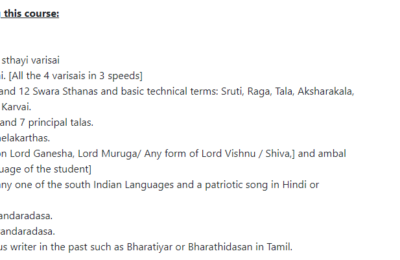 this course:
sthayi varisai
i. [All the 4 varisais in 3 speeds]
and 12 Swara Sthanas and basic technical terms: Sruti, Raga, Tala, Aksharakala,
Karvai.
and 7 principal talas.
elakarthas.
on Lord Ganesha, Lord Muruga/ Any form of Lord Vishnu / Shiva,] and ambal
uage of the student]
any one of the south Indian Languages and a patriotic song in Hindi or
andaradasa.
andaradasa.
us writer in the past such as Bharatiyar or Bharathidasan in Tamil.